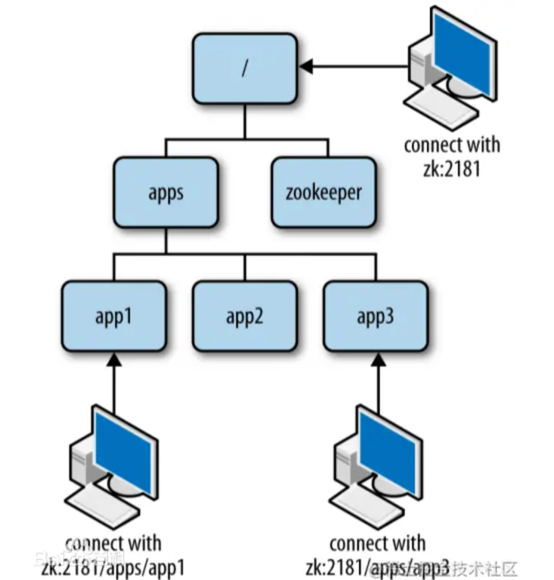 /
connect with
zk:2181
apps
zookeeper
app1
app2
app3
connect with
zk:2181/apps/app1
connect with
zk:2181/apps/app3
技术社区